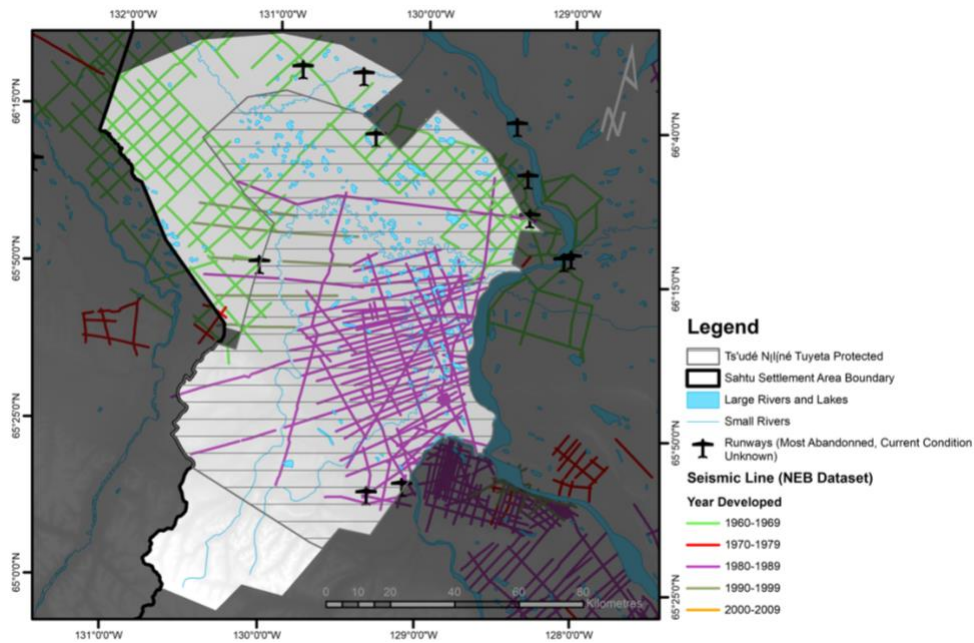 132°0'0"W 131°0'0"W 130°0'0"W 129°0'0"W
66°15'0"N
66°40'0"N
65°50'0"N
66°15'0"N
65°25'0"N
65°50'0"N
65°0'0"N
65°25'0"N
N
0 5 10 20 40 60 80
Kilometres
131°0'0"W 130°0'0"W 129°0'0"W 128°0'0"W
Legend
Ts'udé Nįlįné Tuyeta Protected
Sahtu Settlement Area Boundary
Large Rivers and Lakes
Small Rivers
Runways (Most Abandonned, Current Condition
Unknown)
Seismic Line (NEB Dataset)
Year Developed
1960-1969
1970-1979
1980-1989
1990-1999
2000-2009